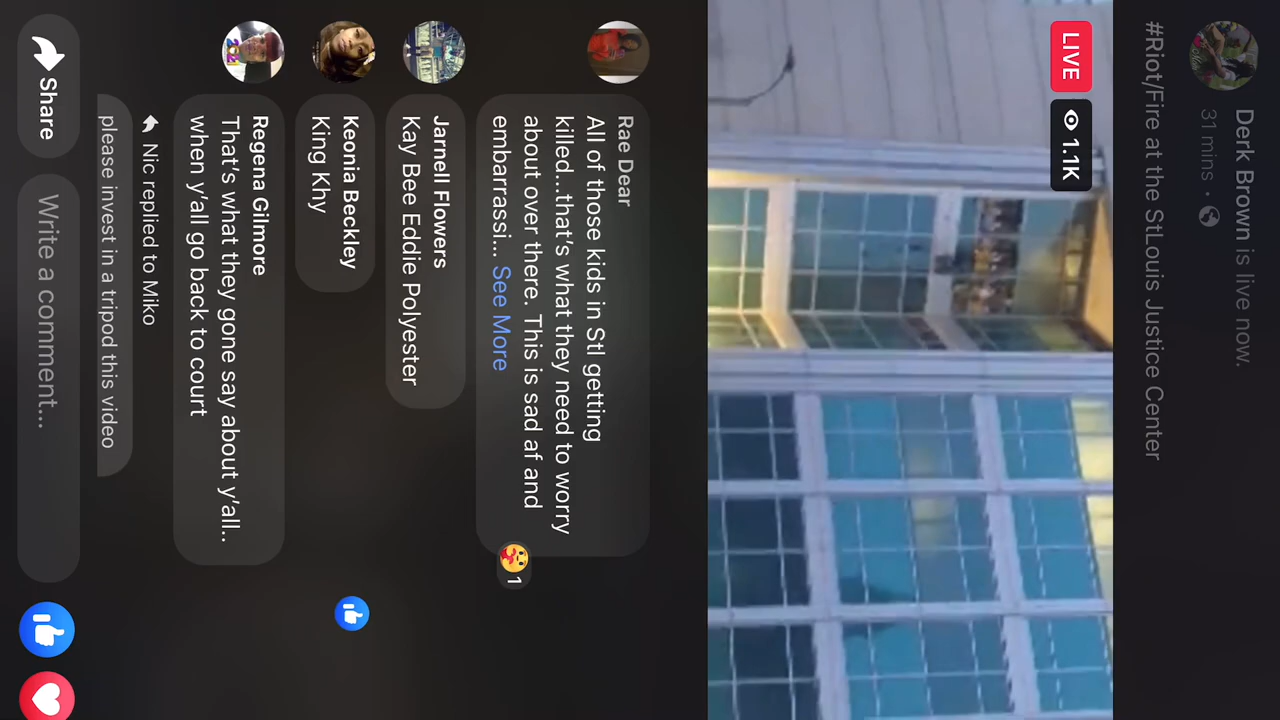 Derk Brown is live now.
31 mins ·
#Riot/Fire at the StLouis Justice Center
LIVE
1.1K
Rae Dear
All of those kids in Stl getting
killed...that's what they need to worry
about over there. This is sad af and
embarrassi... See More
1
Jarnell Flowers
Kay Bee Eddie Polyester
Keonia Beckley
King Khy
Regena Gilmore
That's what they gone say about y'all..
when y'all go back to court
Nic replied to Miko
please invest in a tripod this video
Share
Write a comment...